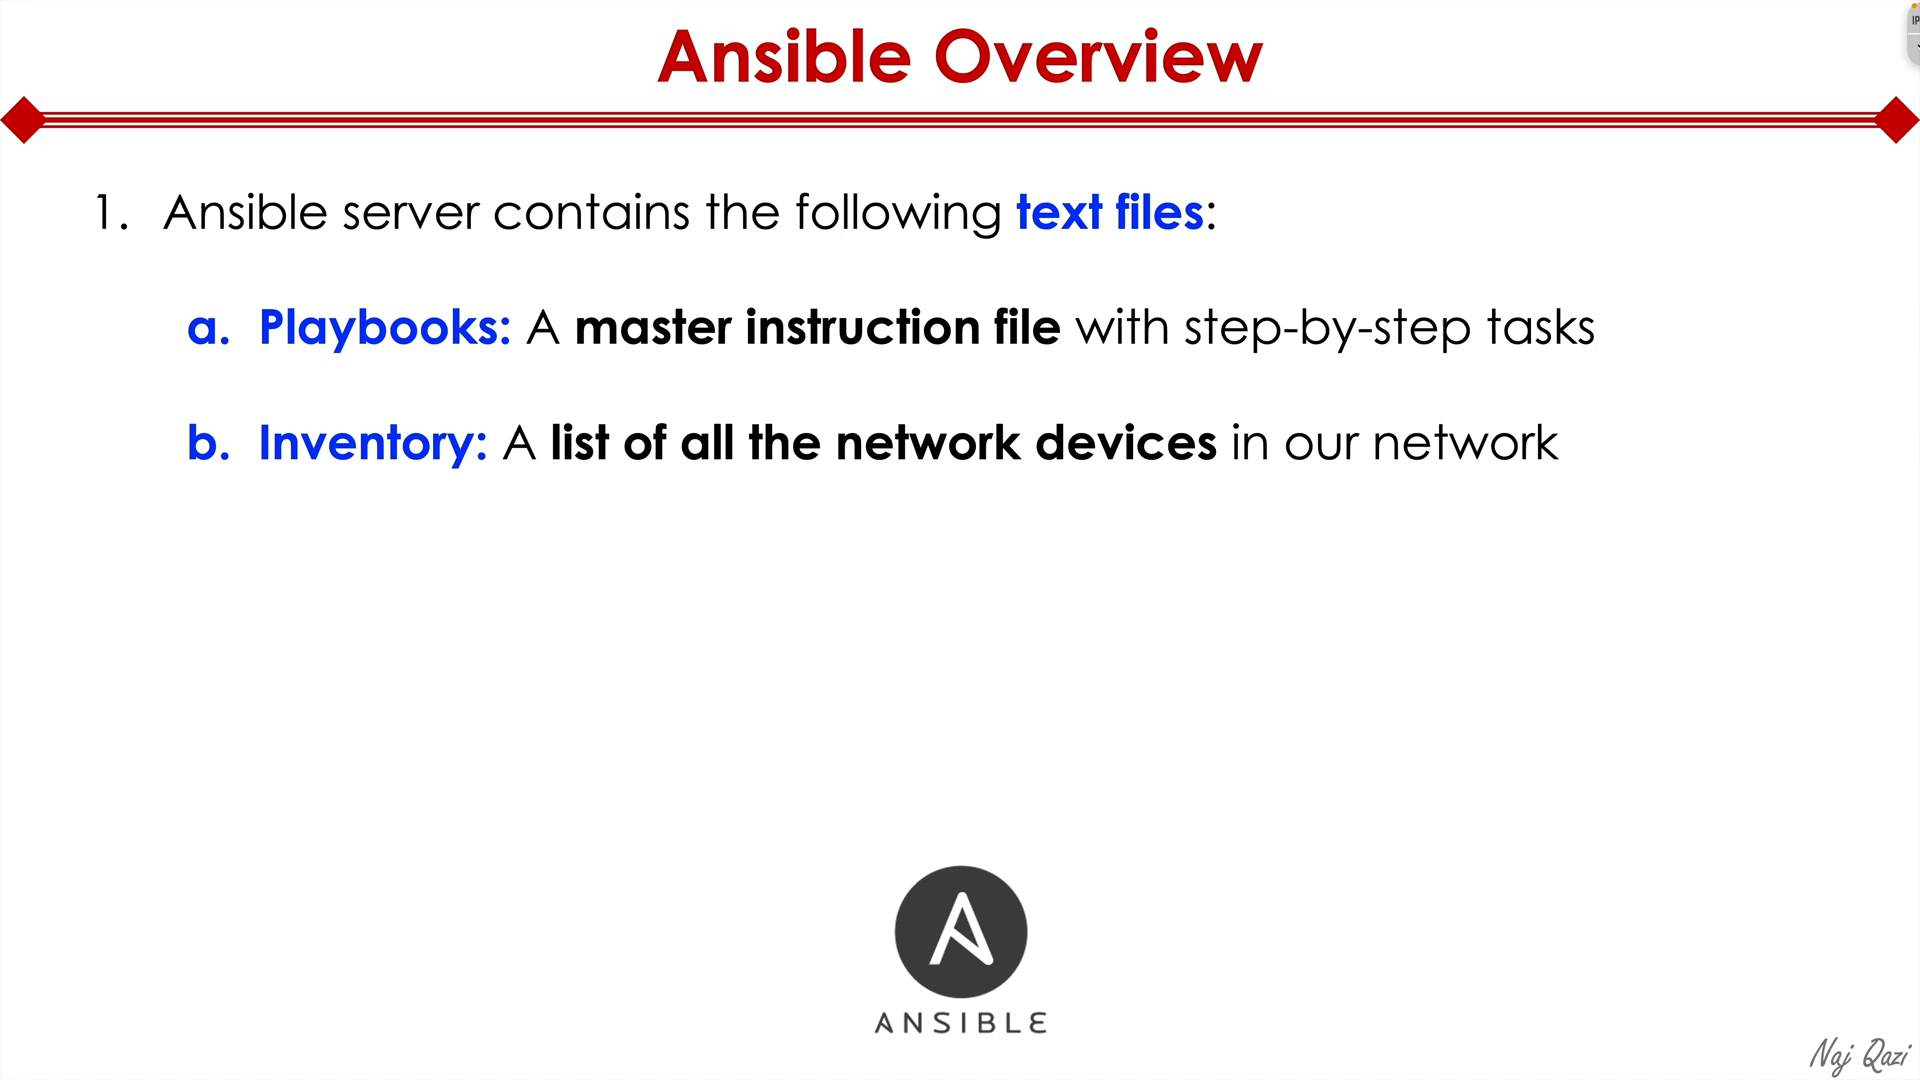 Ansible Overview
1. Ansible server contains the following text files:
a. Playbooks: A master instruction file with step-by-step tasks
b. Inventory: A list of all the network devices in our network
ANSIBLE
Naj Qazi